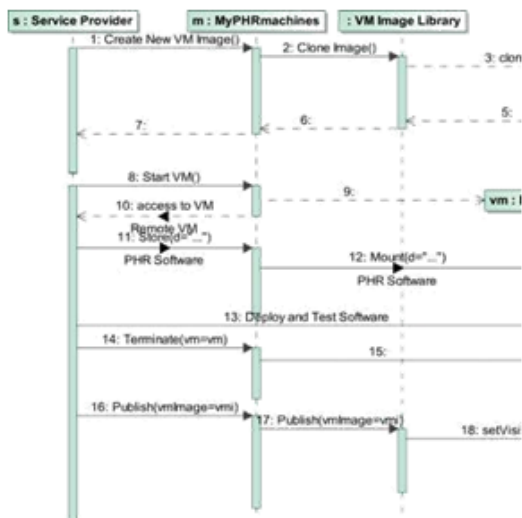 s : Service Provider
m : MyPHRmachines
: VM Image Library
1: Create New VM Image()
2: Clone Image()
3: clon
5:
6:
7:
8: Start VM()
9:
vm :
10: access to VM
Remote VM
11: Store(d="...")
PHR Software
12: Mount(d="...")
PHR Software
13: Deploy and Test Software
14: Terminate(vm=vm)
15:
16: Publish(vmImage=vmi)
17: Publish(vmImage=vmi)
18: setVisi